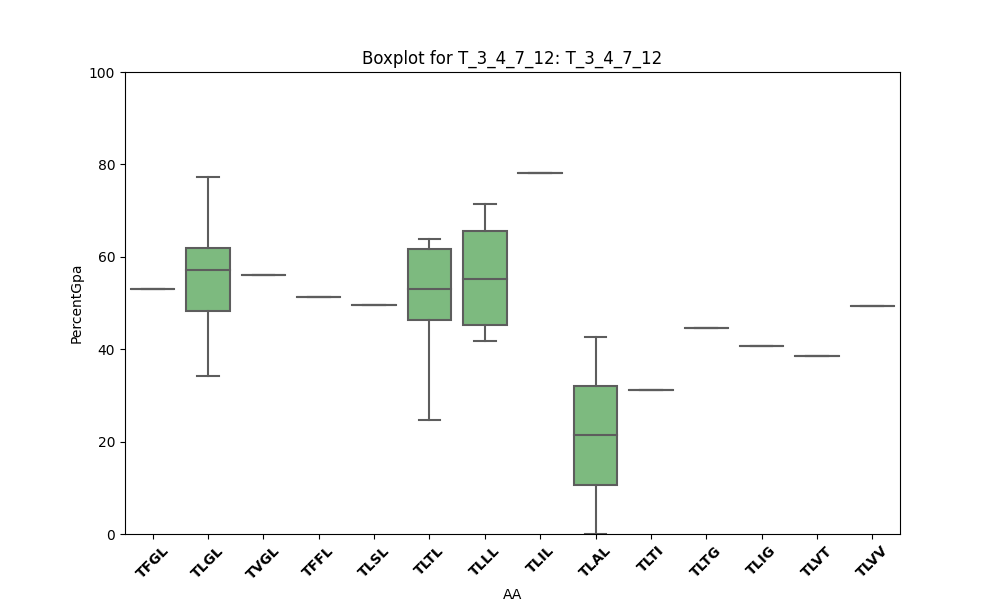 Boxplot for T_3_4_7_12: T_3_4_7_12
100
80
60
40
20
0
PercentGpa
TFGL TLGL TVGL TFFL TLSL TLTL TLLL TLIL TLAL TLTI TLTG TLIG TLVT TLVV
AA